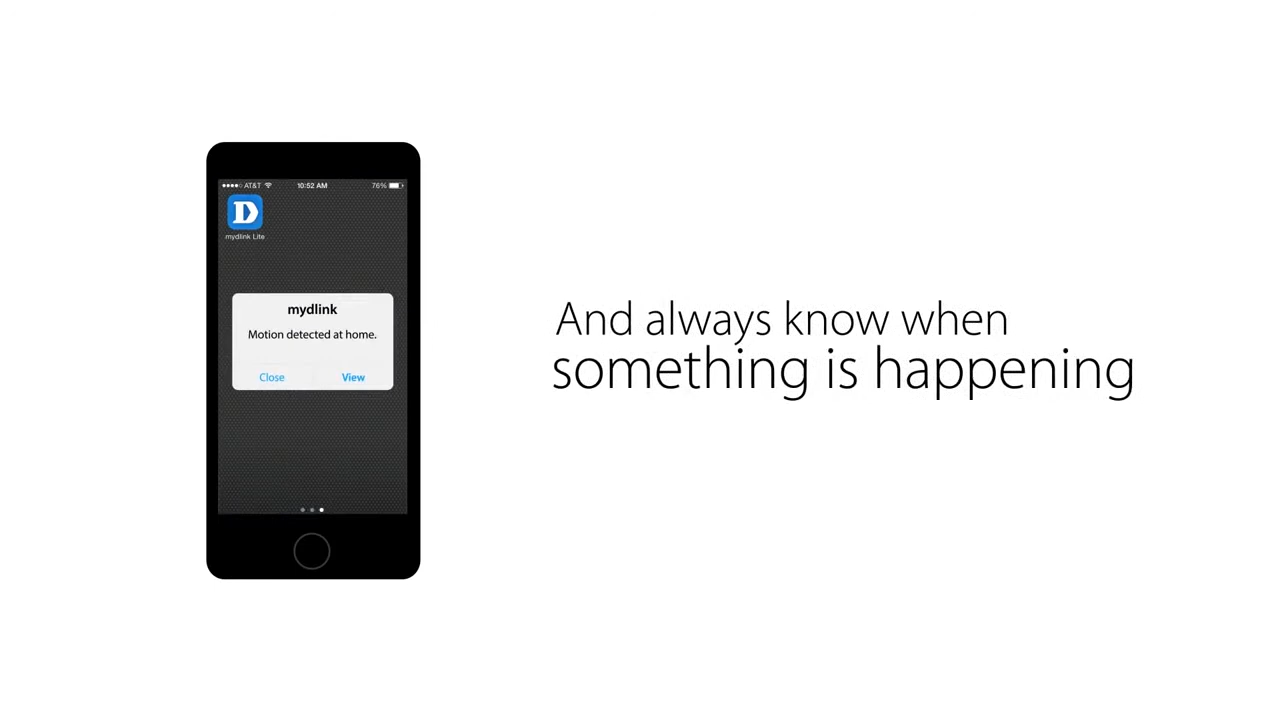 AT&T 10:52 AM 76%
D
mydlink Lite
mydlink
Motion detected at home.
Close View
And always know when
something is happening